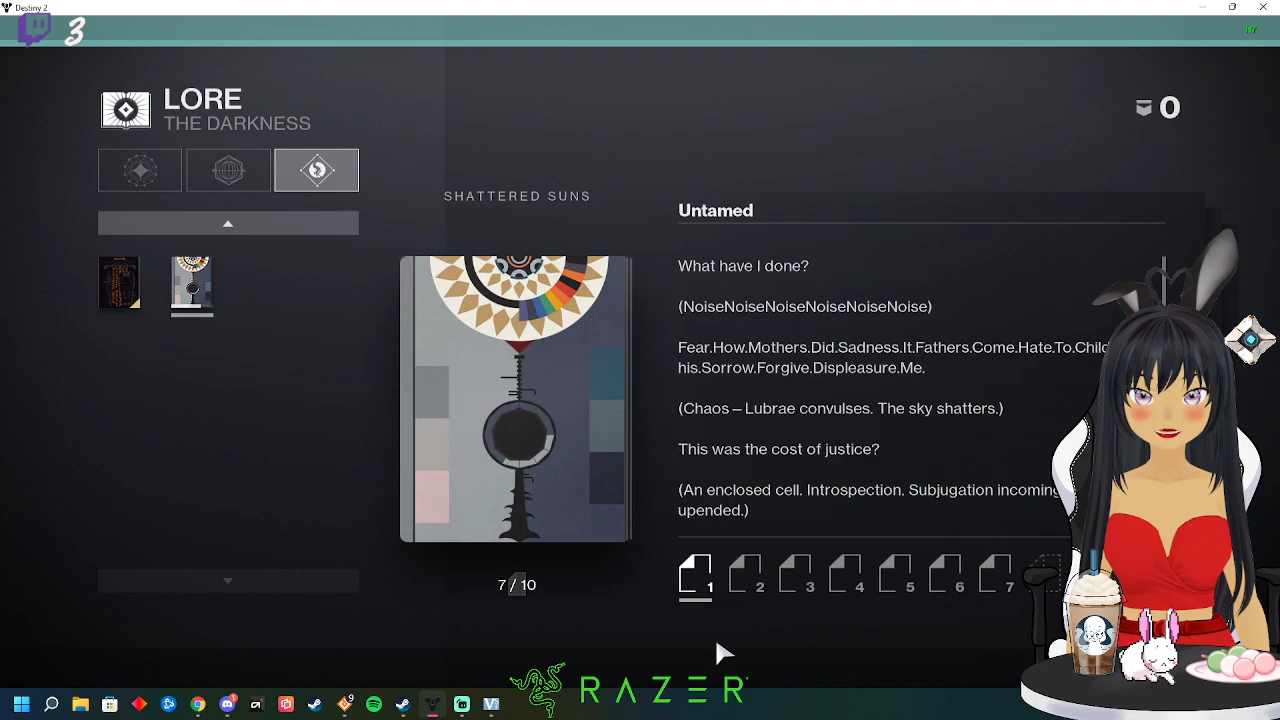 Destiny 2
3
117
LORE
THE DARKNESS
0
SHATTERED SUNS
Untamed
What have I done?
(NoiseNoiseNoiseNoiseNoiseNoise)
Fear.How.Mothers.Did.Sadness.It.Fathers.Come.Hate.To.Child
his.Sorrow.Forgive.Displeasure.Me.
(Chaos—Lubrae convulses. The sky shatters.)
This was the cost of justice?
(An enclosed cell. Introspection. Subjugation incoming
upended.)
7 / 10
1 2 3 4 5 6 7
RAZER